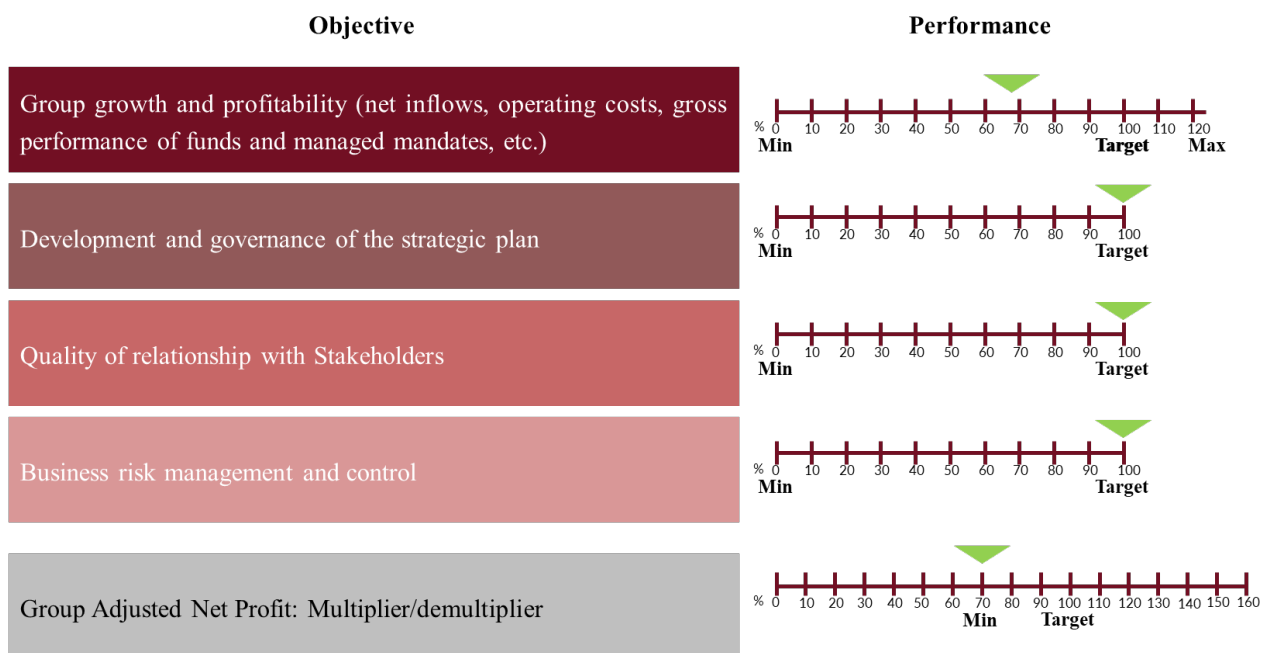 Objective Performance
Group growth and profitability (net inflows, operating costs, gross
performance of funds and managed mandates, etc.)
% 0 10 20 30 40 50 60 70 80 90 100 110 120
Min Target Max
Development and governance of the strategic plan
% 0 10 20 30 40 50 60 70 80 90 100
Min Target
Quality of relationship with Stakeholders
% 0 10 20 30 40 50 60 70 80 90 100
Min Target
Business risk management and control
% 0 10 20 30 40 50 60 70 80 90 100
Min Target
Group Adjusted Net Profit: Multiplier/demultiplier
% 0 10 20 30 40 50 60 70 80 90 100 110 120 130 140 150 160
Min Target